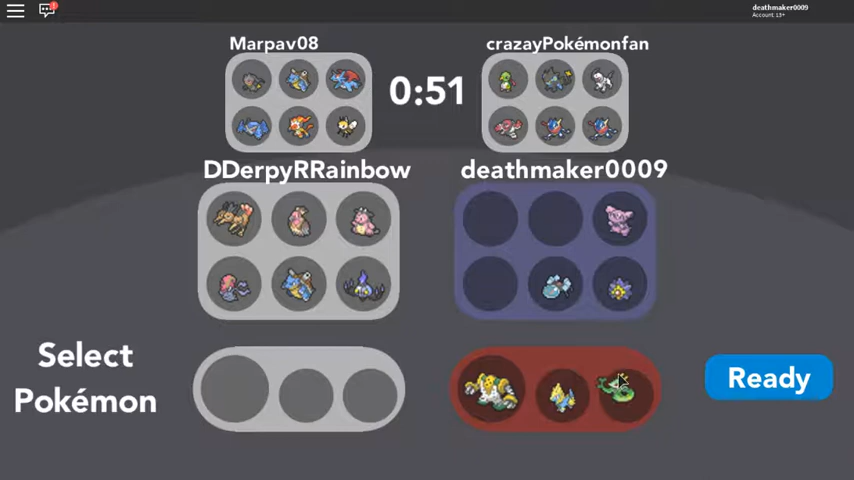 deathmaker0009
Account: 13+
Marpav08
crazayPokémonfan
0:51
DDerpyRRainbow
deathmaker0009
Select
Pokémon
Ready